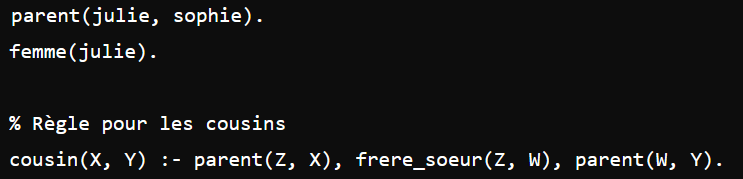 parent(julie, sophie).
femme(julie).
% Règle pour les cousins
cousin(X, Y) :- parent(Z, X), frere_soeur(Z, W), parent(W, Y).